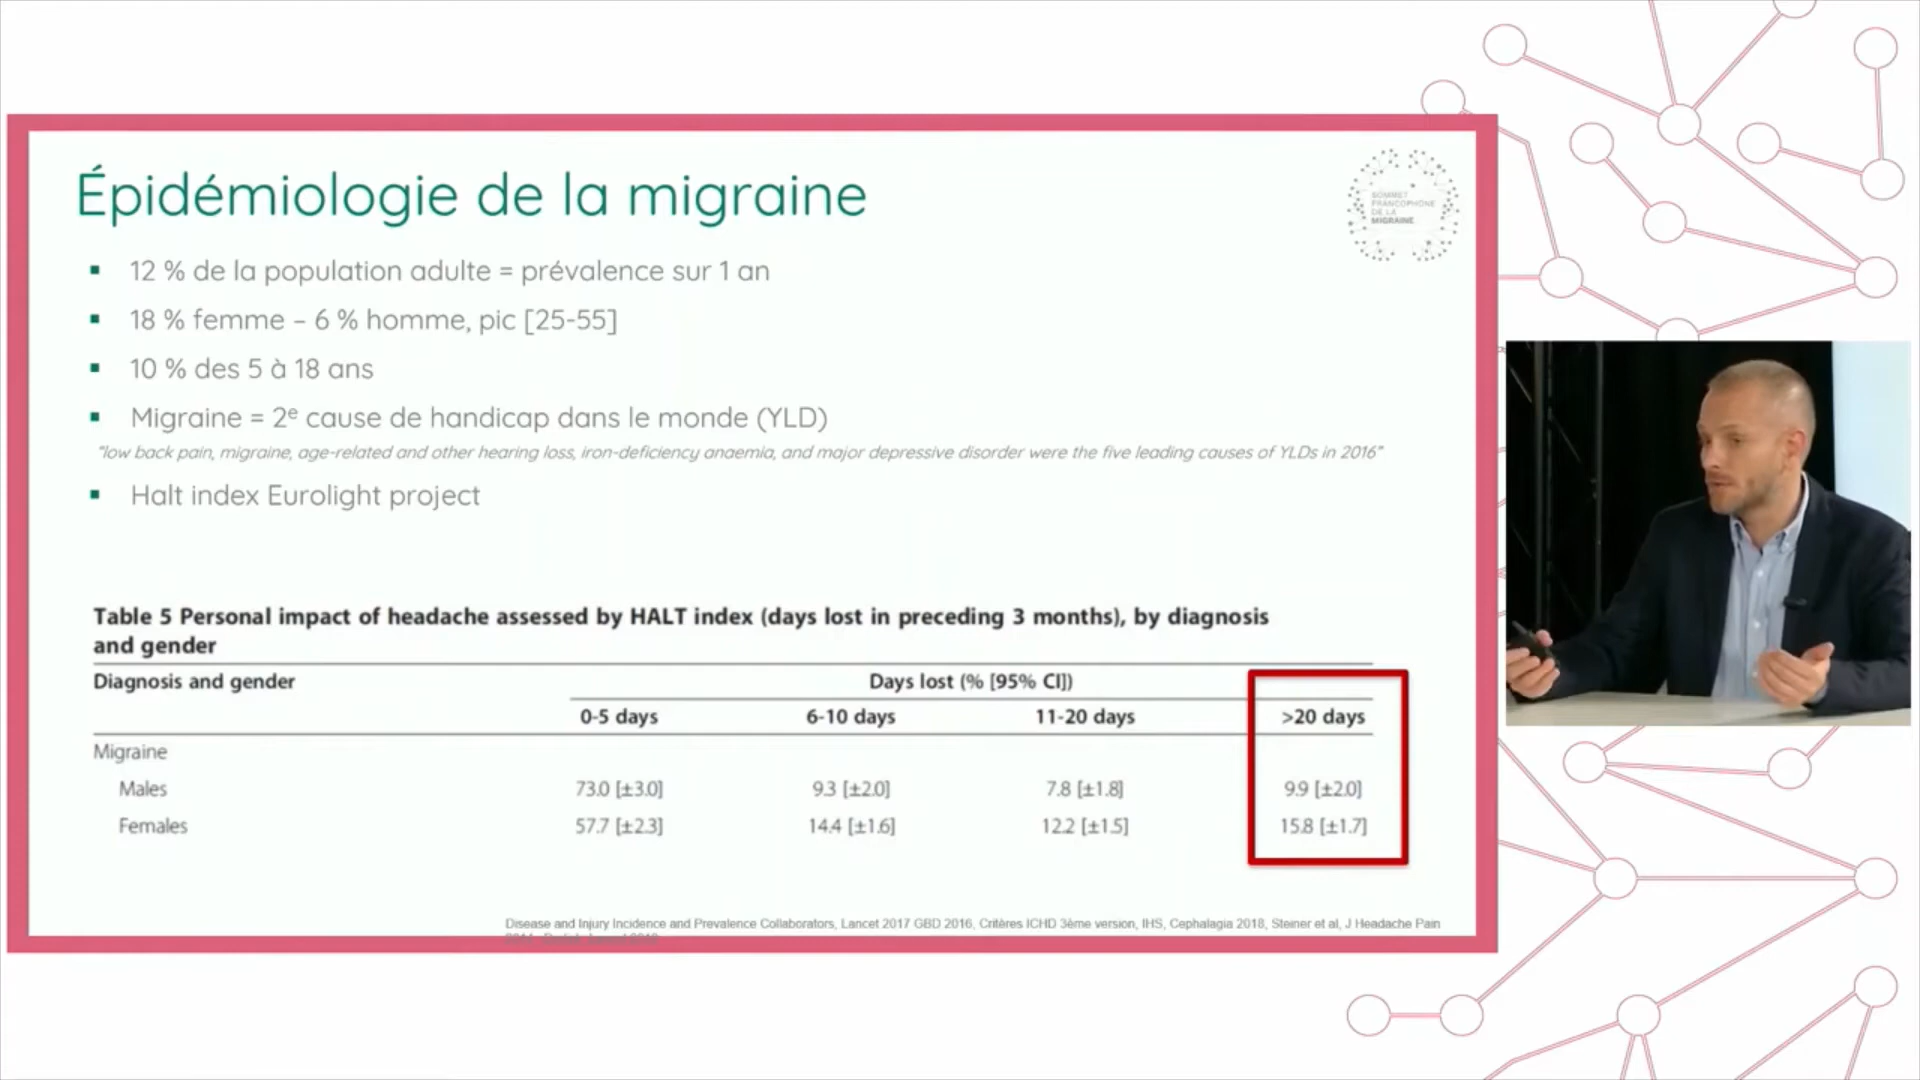 Épidémiologie de la migraine
SOMMET
FRANCOPHONE
DE LA
MIGRAINE
▪ 12 % de la population adulte = prévalence sur 1 an
▪ 18 % femme – 6 % homme, pic [25-55]
▪ 10 % des 5 à 18 ans
▪ Migraine = 2ᵉ cause de handicap dans le monde (YLD)
"low back pain, migraine, age-related and other hearing loss, iron-deficiency anaemia, and major depressive disorder were the five leading causes of YLDs in 2016"
▪ Halt index Eurolight project
Table 5 Personal impact of headache assessed by HALT index (days lost in preceding 3 months), by diagnosis
and gender
Diagnosis and gender Days lost (% [95% CI])
0-5 days 6-10 days 11-20 days >20 days
Migraine
Males 73.0 [±3.0] 9.3 [±2.0] 7.8 [±1.8] 9.9 [±2.0]
Females 57.7 [±2.3] 14.4 [±1.6] 12.2 [±1.5] 15.8 [±1.7]
Disease and Injury Incidence and Prevalence Collaborators, Lancet 2017 GBD 2016, Critères ICHD 3ème version, IHS, Cephalagia 2018, Steiner et al, J Headache Pain